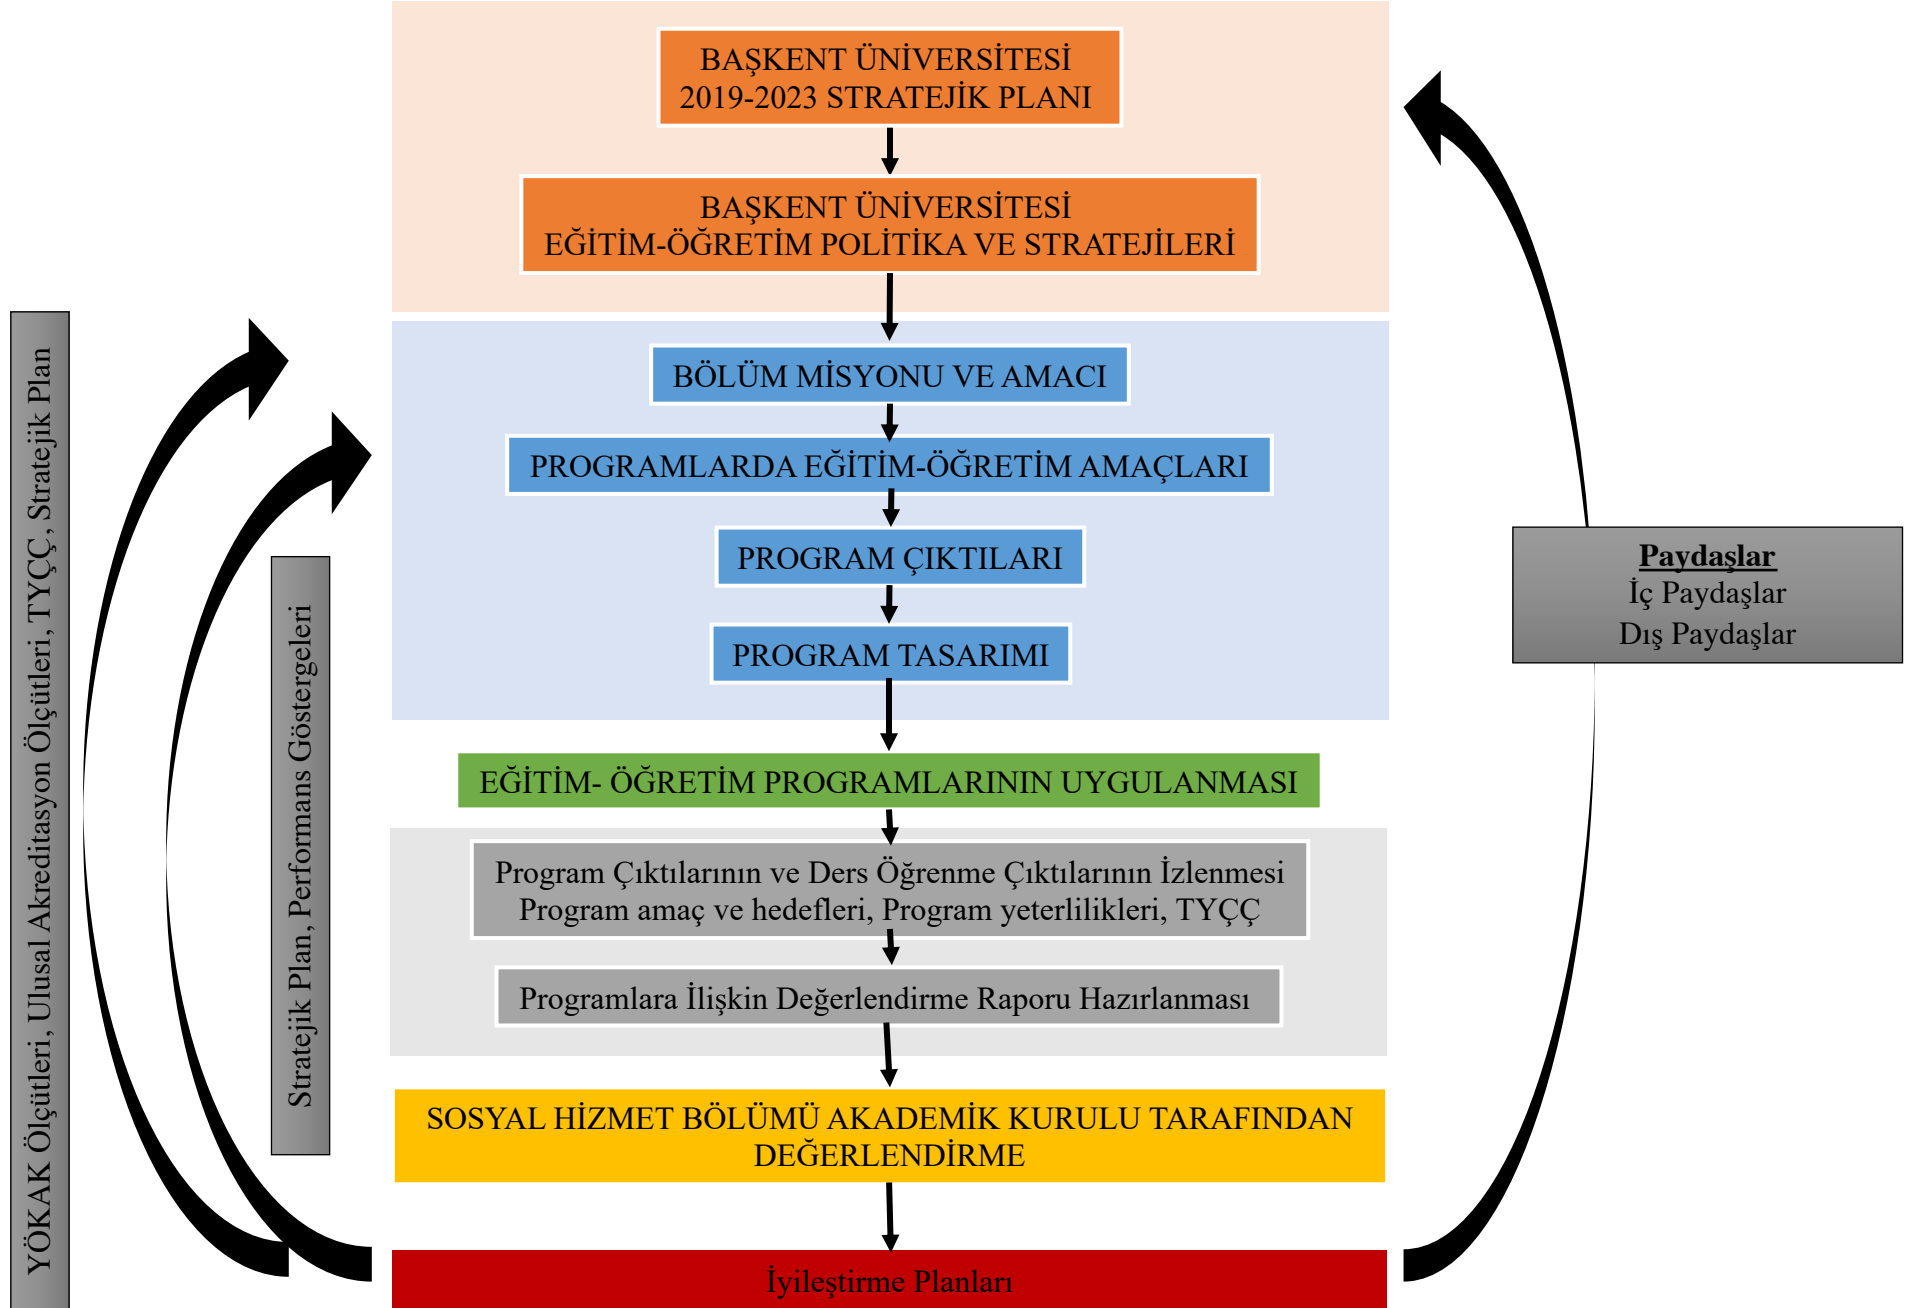 BAŞKENT ÜNİVERSİTESİ
2019-2023 STRATEJİK PLANI
BAŞKENT ÜNİVERSİTESİ
EĞİTİM-ÖĞRETİM POLİTİKA VE STRATEJİLERİ
BÖLÜM MİSYONU VE AMACI
PROGRAMLARDA EĞİTİM-ÖĞRETİM AMAÇLARI
PROGRAM ÇIKTILARI
PROGRAM TASARIMI
EĞİTİM- ÖĞRETİM PROGRAMLARININ UYGULANMASI
Program Çıktılarının ve Ders Öğrenme Çıktılarının İzlenmesi
Program amaç ve hedefleri, Program yeterlilikleri, TYÇÇ
Programlara İlişkin Değerlendirme Raporu Hazırlanması
SOSYAL HİZMET BÖLÜMÜ AKADEMİK KURULU TARAFINDAN
DEĞERLENDİRME
İyileştirme Planları
YÖKAK Ölçütleri, Ulusal Akreditasyon Ölçütleri, TYÇÇ, Stratejik Plan
Stratejik Plan, Performans Göstergeleri
Paydaşlar
İç Paydaşlar
Dış Paydaşlar